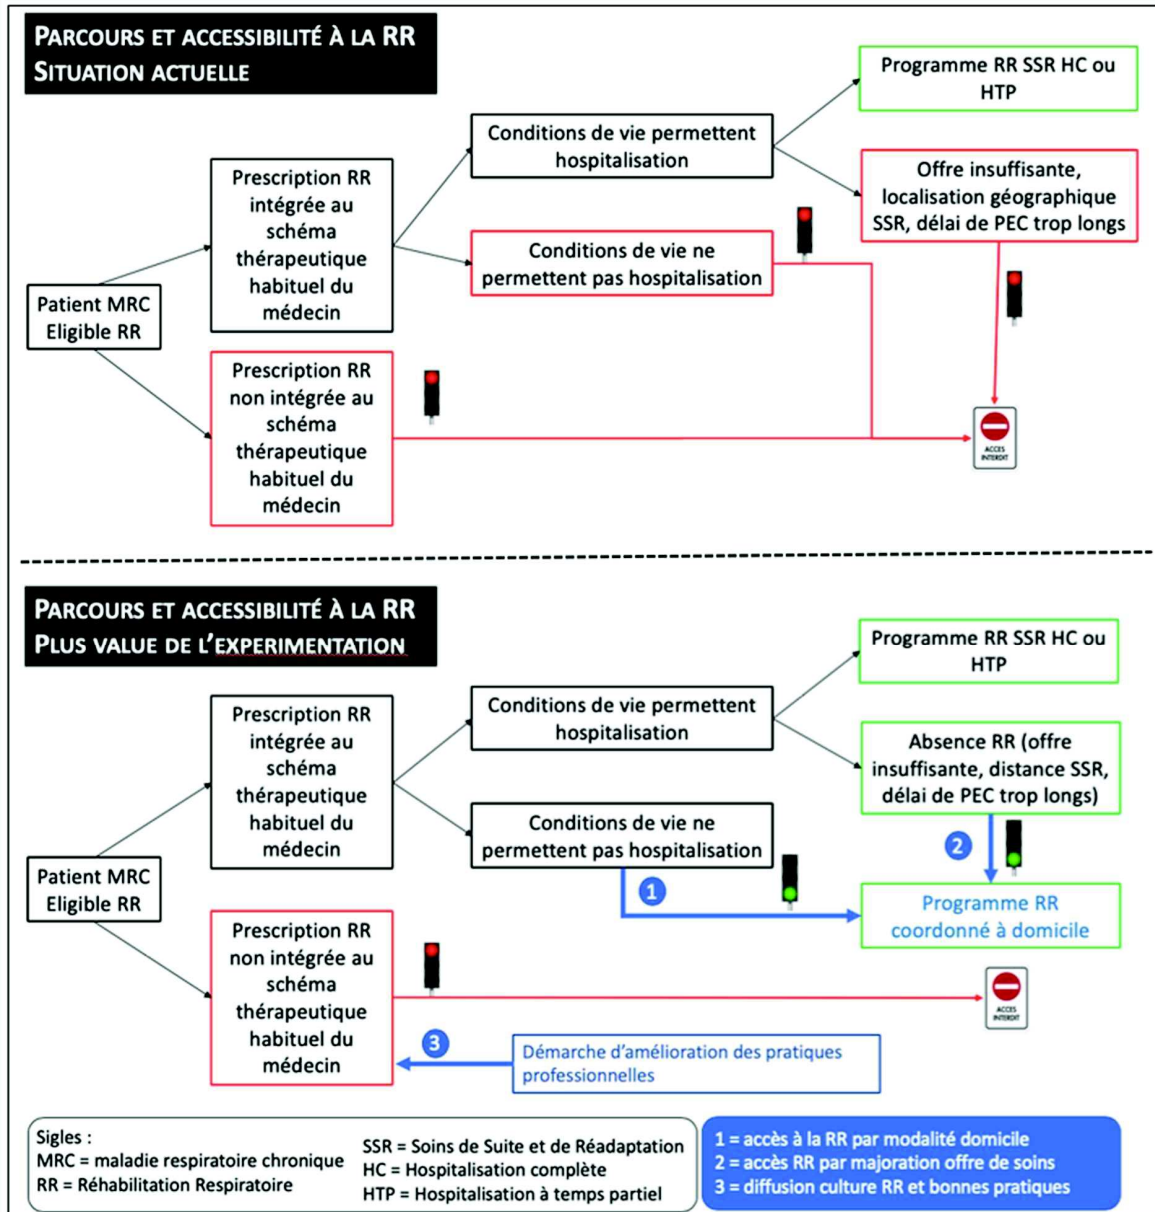 PARCOURS ET ACCESSIBILITÉ À LA RR
SITUATION ACTUELLE
Programme RR SSR HC ou
HTP
Conditions de vie permettent
hospitalisation
Prescription RR
intégrée au
schéma
thérapeutique
habituel du
médecin
Offre insuffisante,
localisation géographique
SSR, délai de PEC trop longs
Conditions de vie ne
permettent pas hospitalisation
Patient MRC
Eligible RR
Prescription RR
non intégrée au
schéma
thérapeutique
habituel du
médecin
ACCES
INTERDIT
PARCOURS ET ACCESSIBILITÉ À LA RR
PLUS VALUE DE L'EXPERIMENTATION
Programme RR SSR HC ou
HTP
Conditions de vie permettent
hospitalisation
Prescription RR
intégrée au
schéma
thérapeutique
habituel du
médecin
Absence RR (offre
insuffisante, distance SSR,
délai de PEC trop longs)
Conditions de vie ne
permettent pas hospitalisation
2
1
Patient MRC
Eligible RR
Programme RR
coordonné à domicile
Prescription RR
non intégrée au
schéma
thérapeutique
habituel du
médecin
ACCES
INTERDIT
3
Démarche d'amélioration des pratiques
professionnelles
Sigles :
MRC = maladie respiratoire chronique
RR = Réhabilitation Respiratoire
SSR = Soins de Suite et de Réadaptation
HC = Hospitalisation complète
HTP = Hospitalisation à temps partiel
1 = accès à la RR par modalité domicile
2 = accès RR par majoration offre de soins
3 = diffusion culture RR et bonnes pratiques